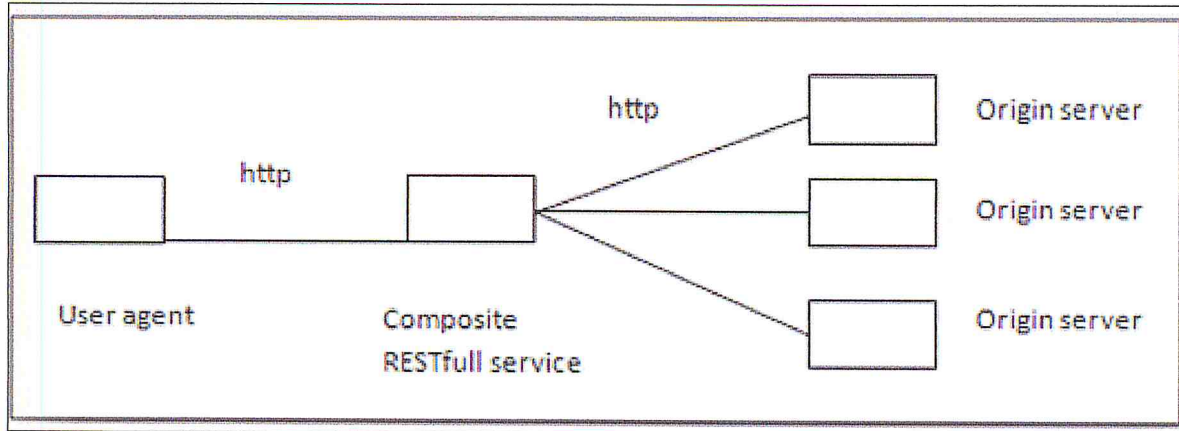 http
Origin server
http
Origin server
User agent
Composite
RESTfull service
Origin server